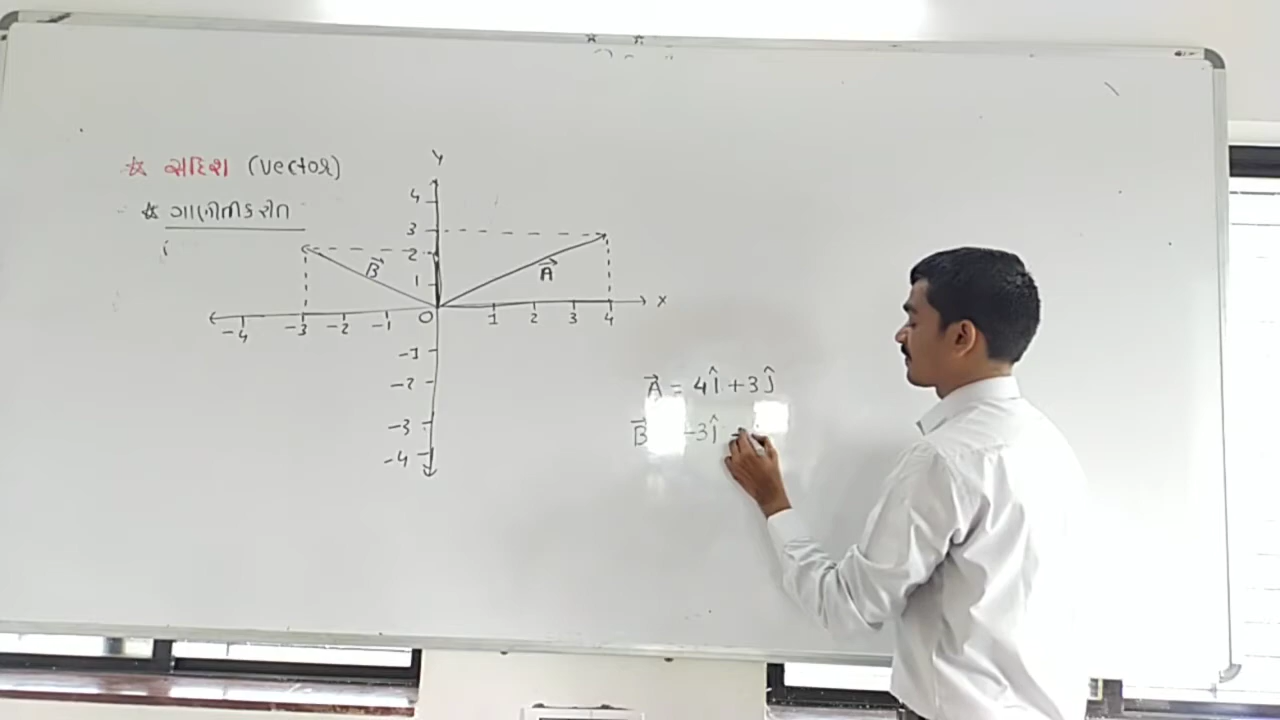 ☆ સદિશ (Vector)
☆ ગાણીતીક રીત
Y
4
3
2
1
B⃗
A⃗
-4 -3 -2 -1 0 1 2 3 4 X
-1
-2
-3
-4
A⃗ = 4î + 3ĵ
B⃗ -3î